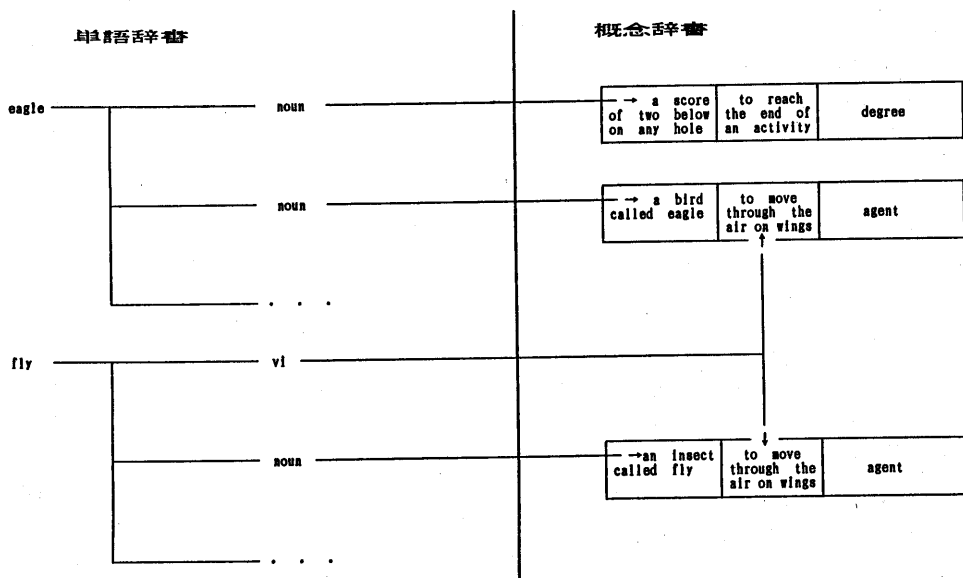 単語辞書
概念辞書
eagle
noun
→ a score
of two below
on any hole
to reach
the end of
an activity
degree
noun
→ a bird
called eagle
to move
through the
air on wings
agent
. . .
fly
vi
noun
→an insect
called fly
to move
through the
air on wings
agent
. . .